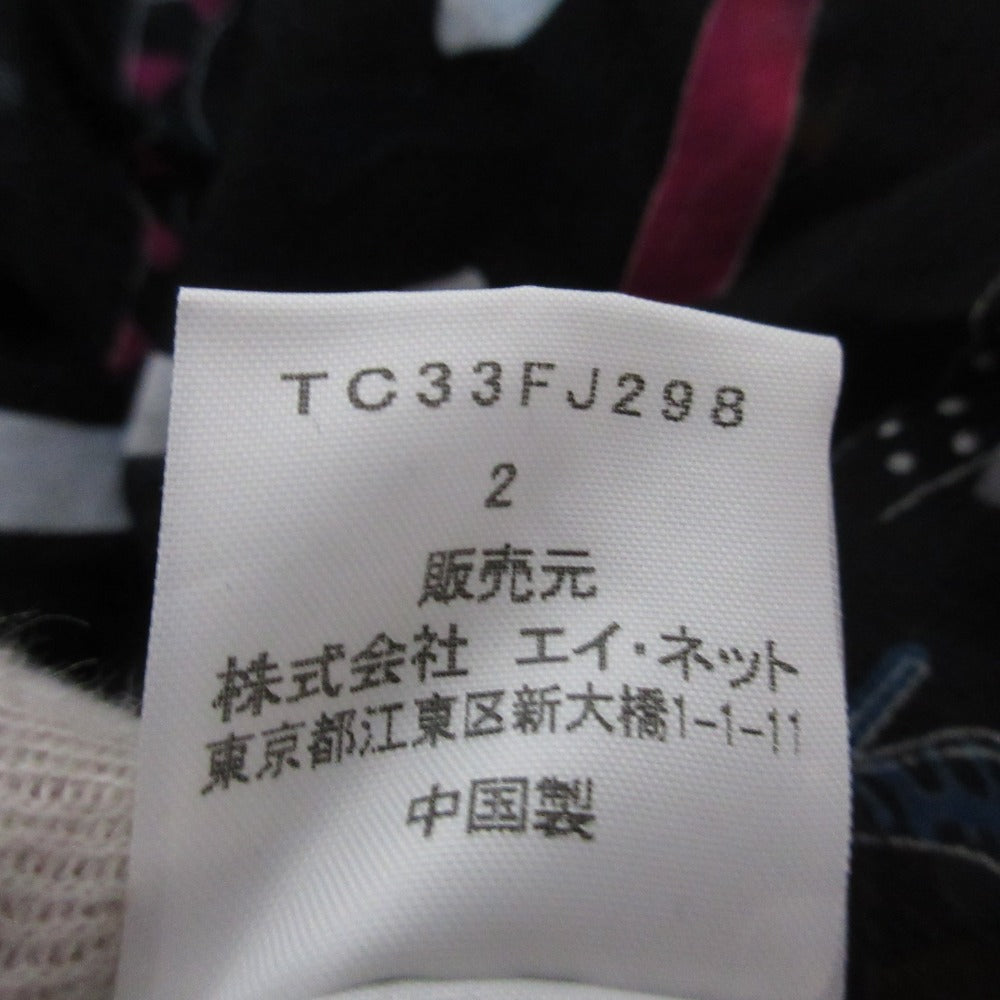 TC33FJ298
2
販売元
株式会社 エイ・ネット
東京都江東区新大橋1-1-11
中国製